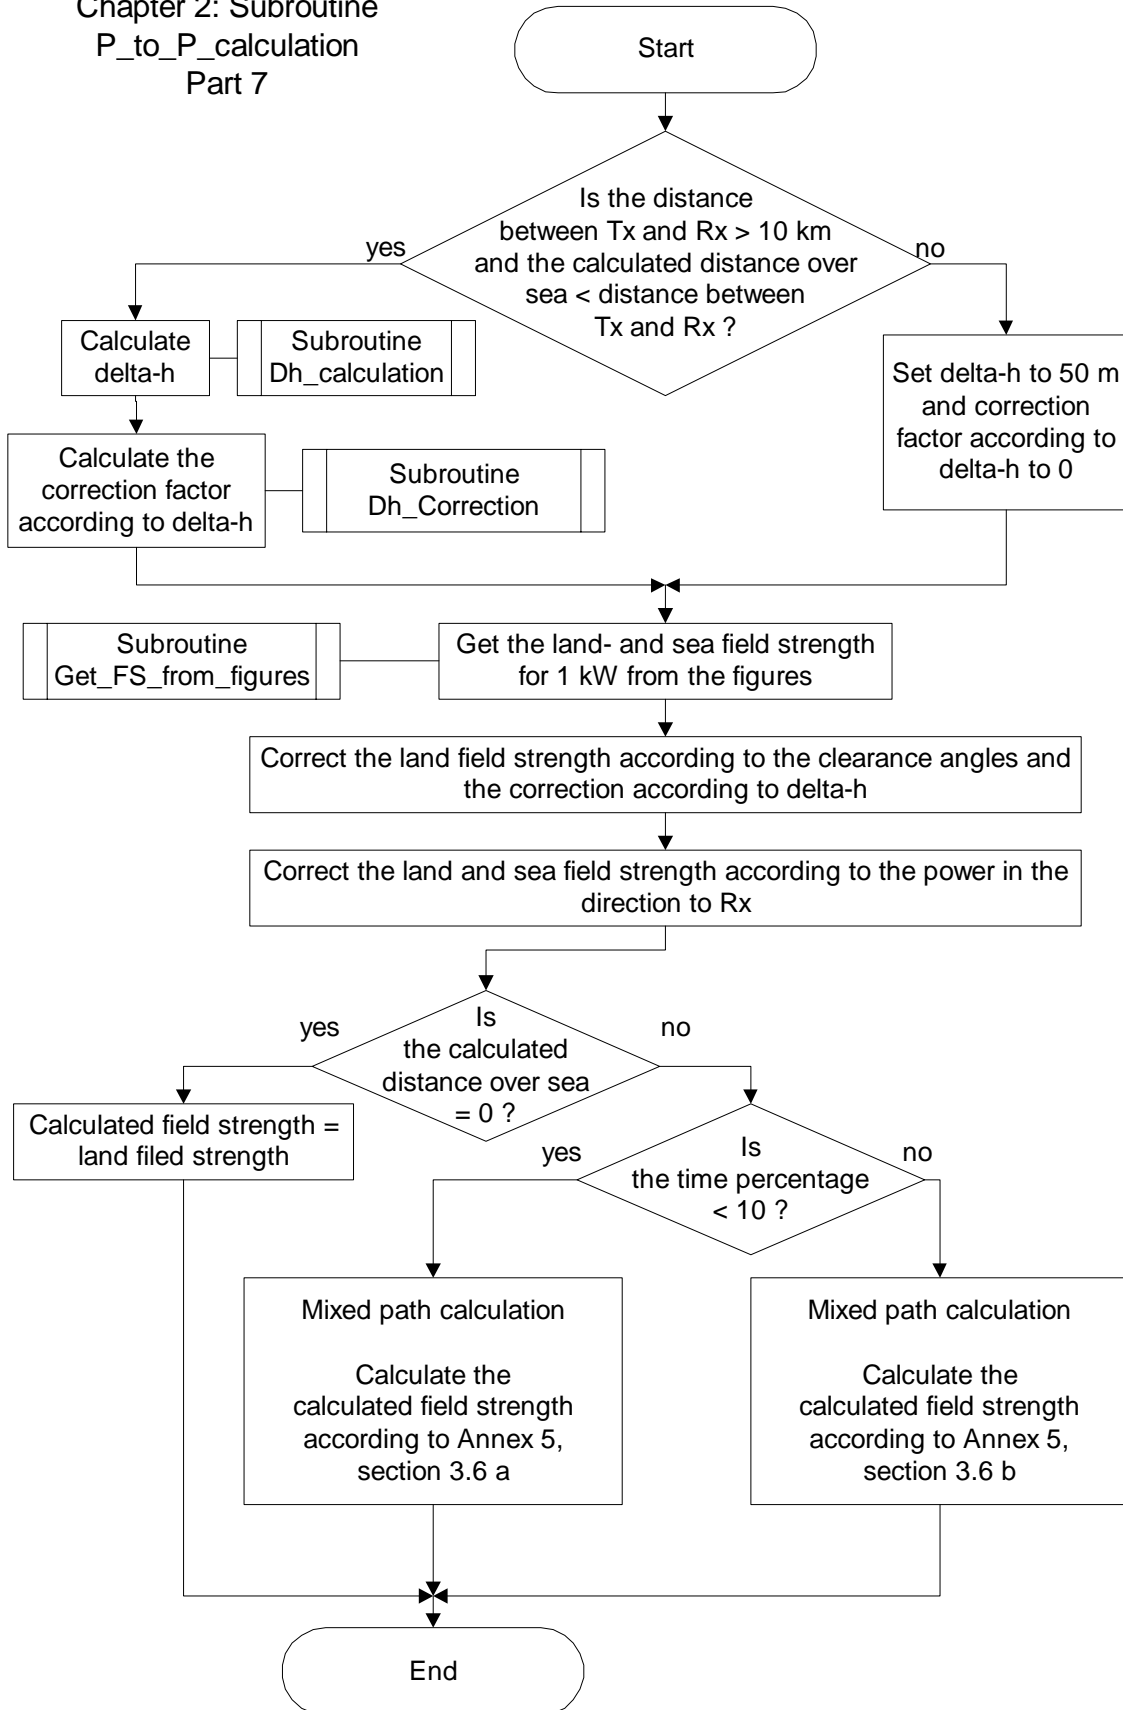 Chapter 2: Subroutine
P_to_P_calculation
Part 7
Start
Is the distance
between Tx and Rx > 10 km
and the calculated distance over
sea < distance between
Tx and Rx ?
yes
no
Calculate
delta-h
Subroutine
Dh_calculation
Set delta-h to 50 m
and correction
factor according to
delta-h to 0
Calculate the
correction factor
according to delta-h
Subroutine
Dh_Correction
Subroutine
Get_FS_from_figures
Get the land- and sea field strength
for 1 kW from the figures
Correct the land field strength according to the clearance angles and
the correction according to delta-h
Correct the land and sea field strength according to the power in the
direction to Rx
Is
the calculated
distance over sea
= 0 ?
yes
no
Calculated field strength =
land filed strength
Is
the time percentage
< 10 ?
yes
no
Mixed path calculation
Calculate the
calculated field strength
according to Annex 5,
section 3.6 a
Mixed path calculation
Calculate the
calculated field strength
according to Annex 5,
section 3.6 b
End